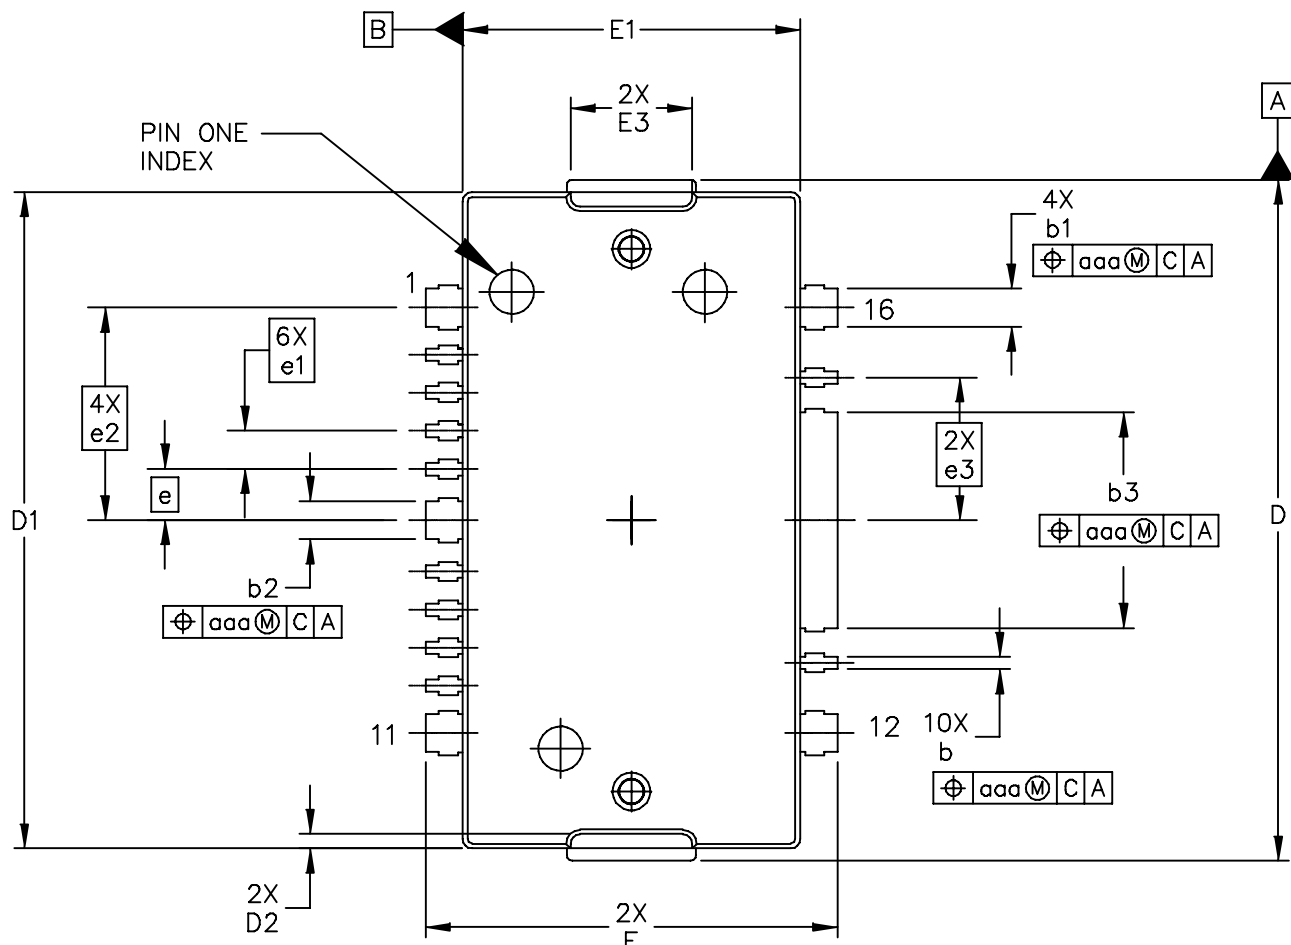 B
E1
A
2X
E3
PIN ONE
INDEX
4X
b1
⌖ aaa Ⓜ C A
1
16
6X
e1
4X
e2
2X
e3
e
b3
D1
D
⌖ aaa Ⓜ C A
b2
⌖ aaa Ⓜ C A
11
12
10X
b
⌖ aaa Ⓜ C A
2X
D2
2X